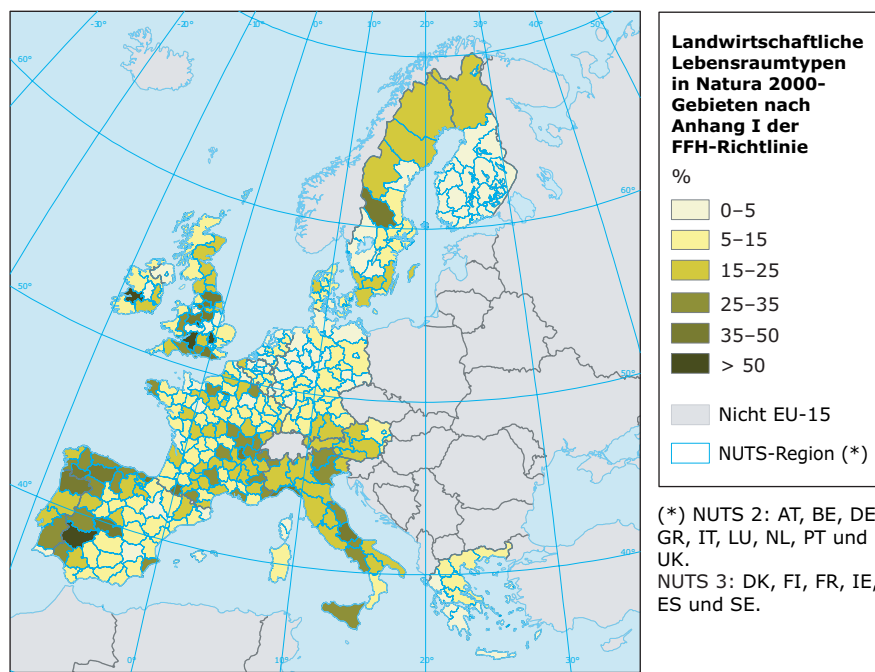 -30°
-20°
-10°
0°
10°
20°
30°
40°
50°
60°
70°
60°
60°
50°
50°
40°
40°
0°
10°
20°
30°
Landwirtschaftliche
Lebensraumtypen
in Natura 2000-
Gebieten nach
Anhang I der
FFH-Richtlinie
%
0–5
5–15
15–25
25–35
35–50
> 50
Nicht EU-15
NUTS-Region (*)
(*) NUTS 2: AT, BE, DE,
GR, IT, LU, NL, PT und
UK.
NUTS 3: DK, FI, FR, IE,
ES und SE.